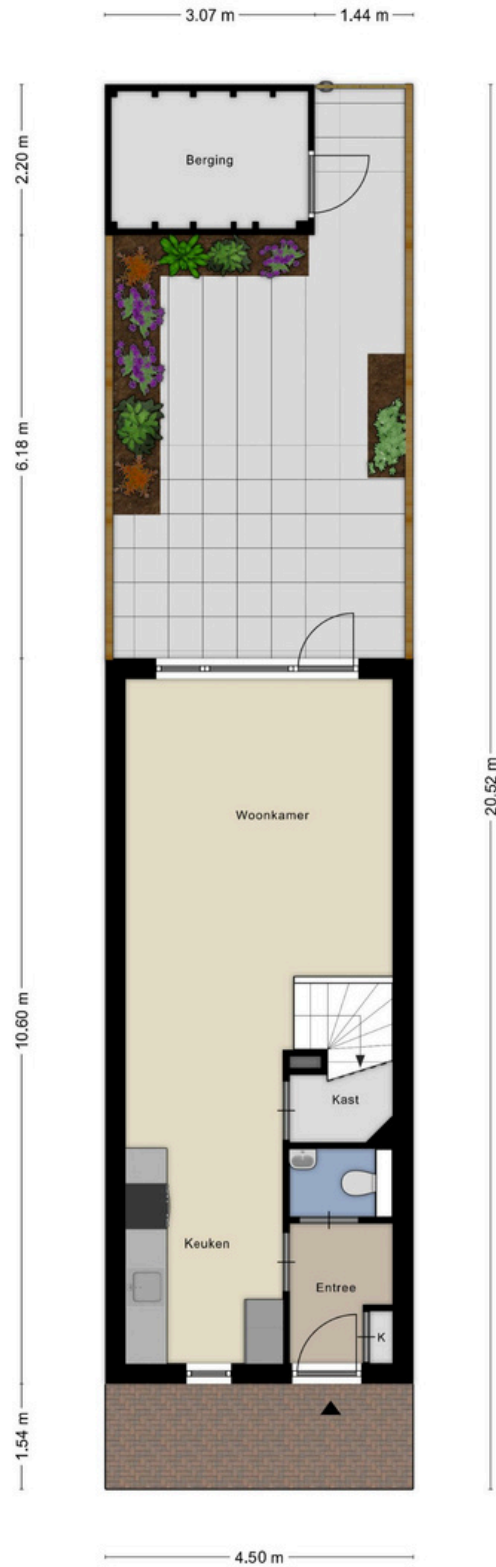 3.07 m
1.44 m
2.20 m
Berging
6.18 m
20.52 m
Woonkamer
10.60 m
Kast
Keuken
Entree
K
1.54 m
4.50 m